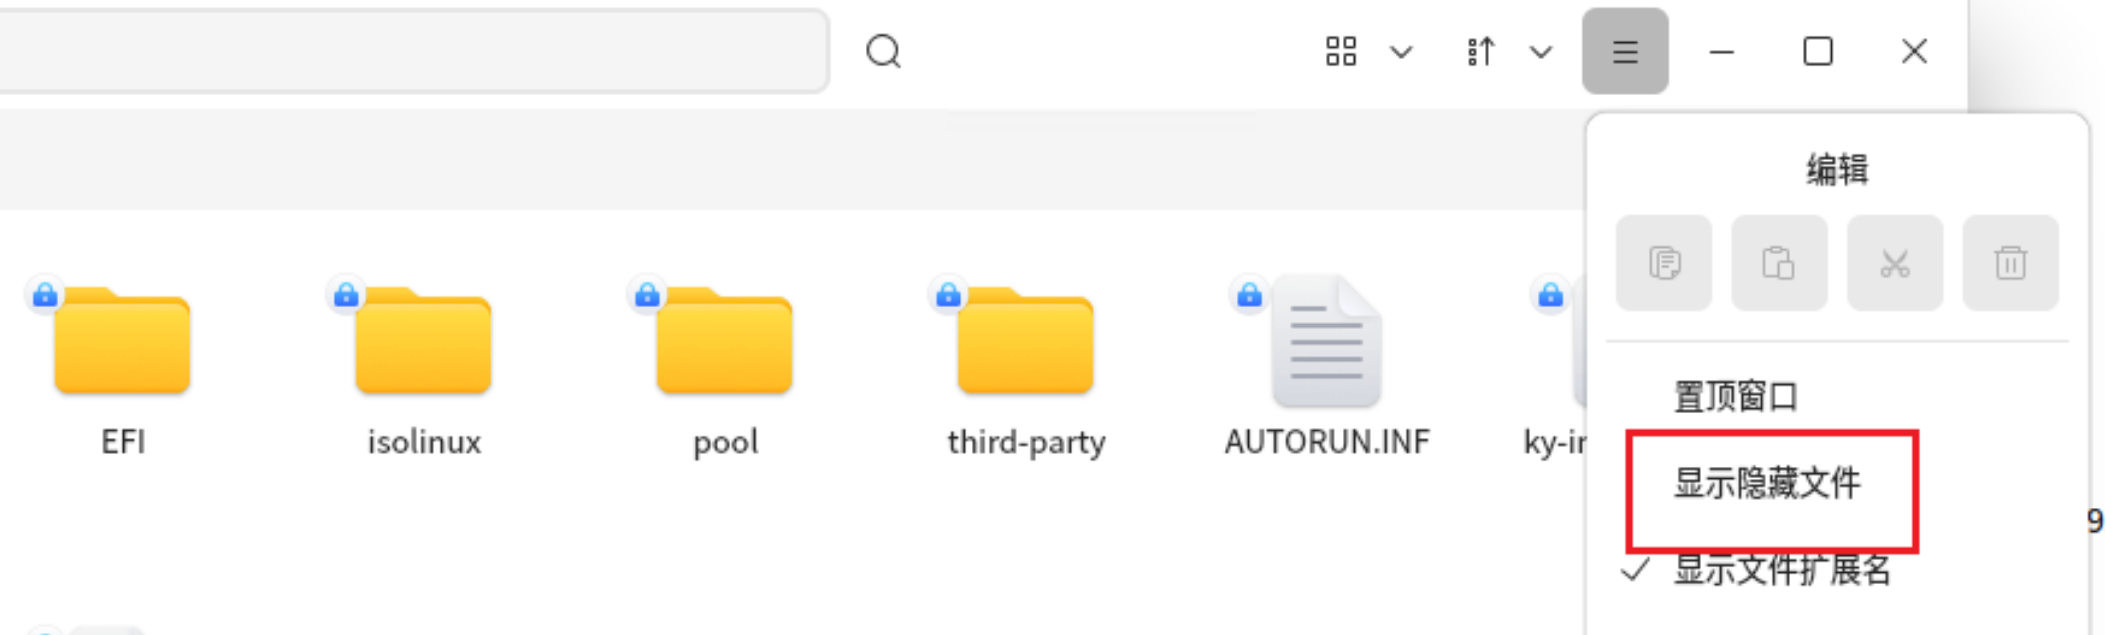 编辑
EFI
isolinux
pool
third-party
AUTORUN.INF
置顶窗口
显示隐藏文件
显示文件扩展名
9